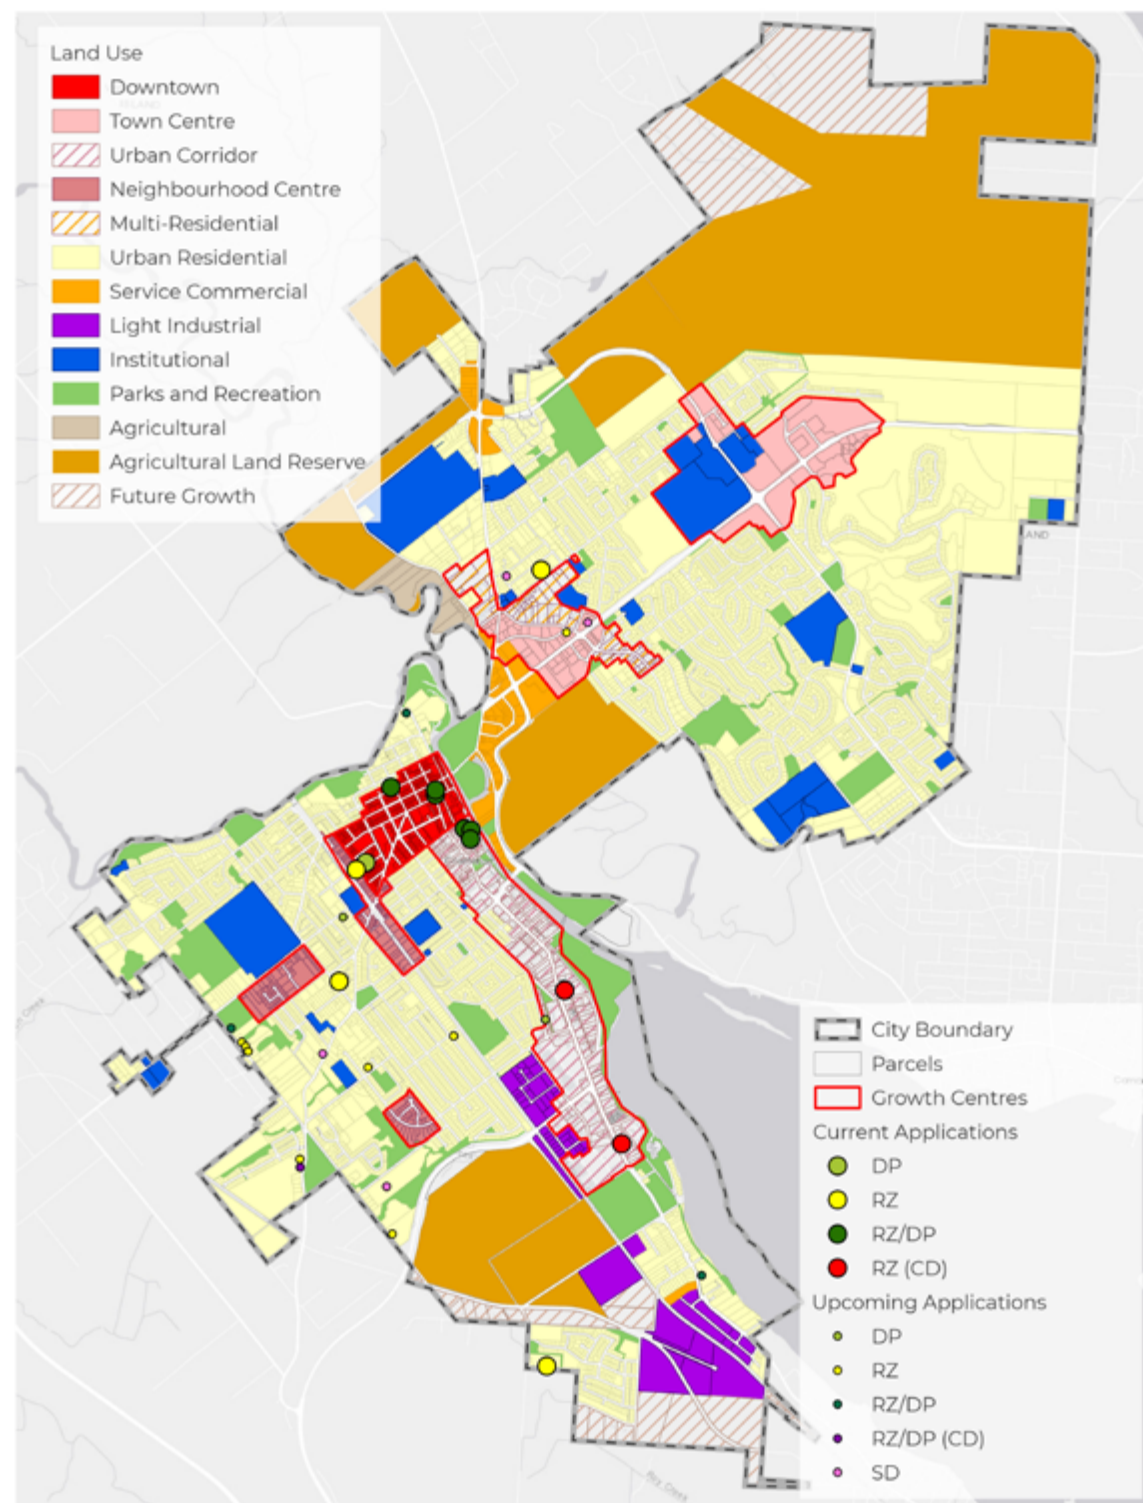 Land Use
Downtown
Town Centre
Urban Corridor
Neighbourhood Centre
Multi-Residential
Urban Residential
Service Commercial
Light Industrial
Institutional
Parks and Recreation
Agricultural
Agricultural Land Reserve
Future Growth
City Boundary
Parcels
Growth Centres
Current Applications
DP
RZ
RZ/DP
RZ (CD)
Upcoming Applications
DP
RZ
RZ/DP
RZ/DP (CD)
SD